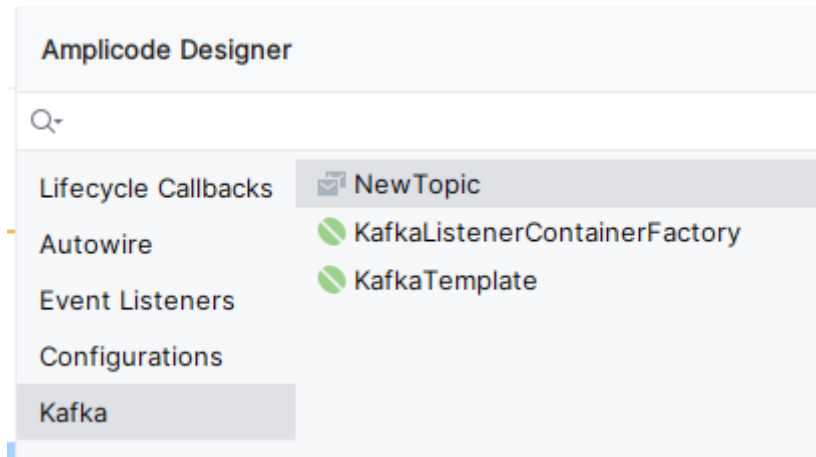 Amplicode Designer
Lifecycle Callbacks
Autowire
Event Listeners
Configurations
Kafka
NewTopic
KafkaListenerContainerFactory
KafkaTemplate